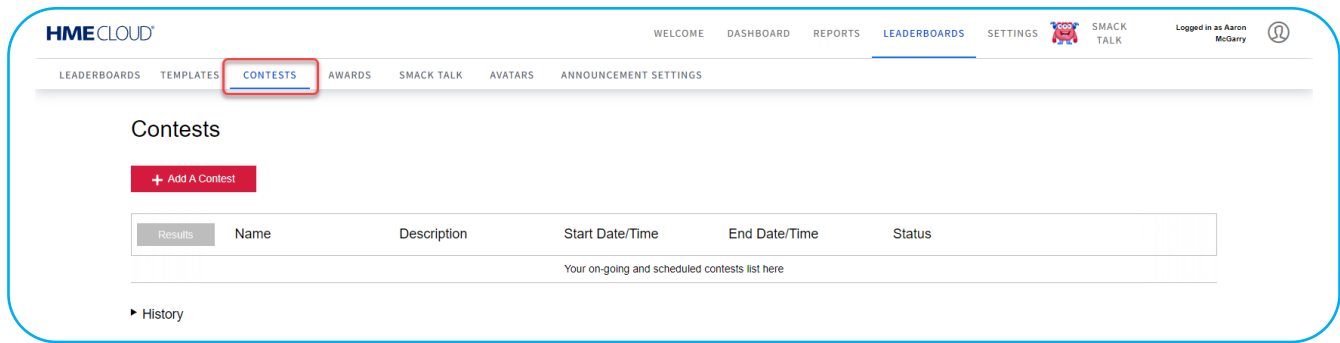 HME CLOUD®
WELCOME DASHBOARD REPORTS LEADERBOARDS SETTINGS SMACK TALK Logged in as Aaron McGarry
LEADERBOARDS TEMPLATES CONTESTS AWARDS SMACK TALK AVATARS ANNOUNCEMENT SETTINGS
Contests
+ Add A Contest
Results Name Description Start Date/Time End Date/Time Status
Your on-going and scheduled contests list here
History